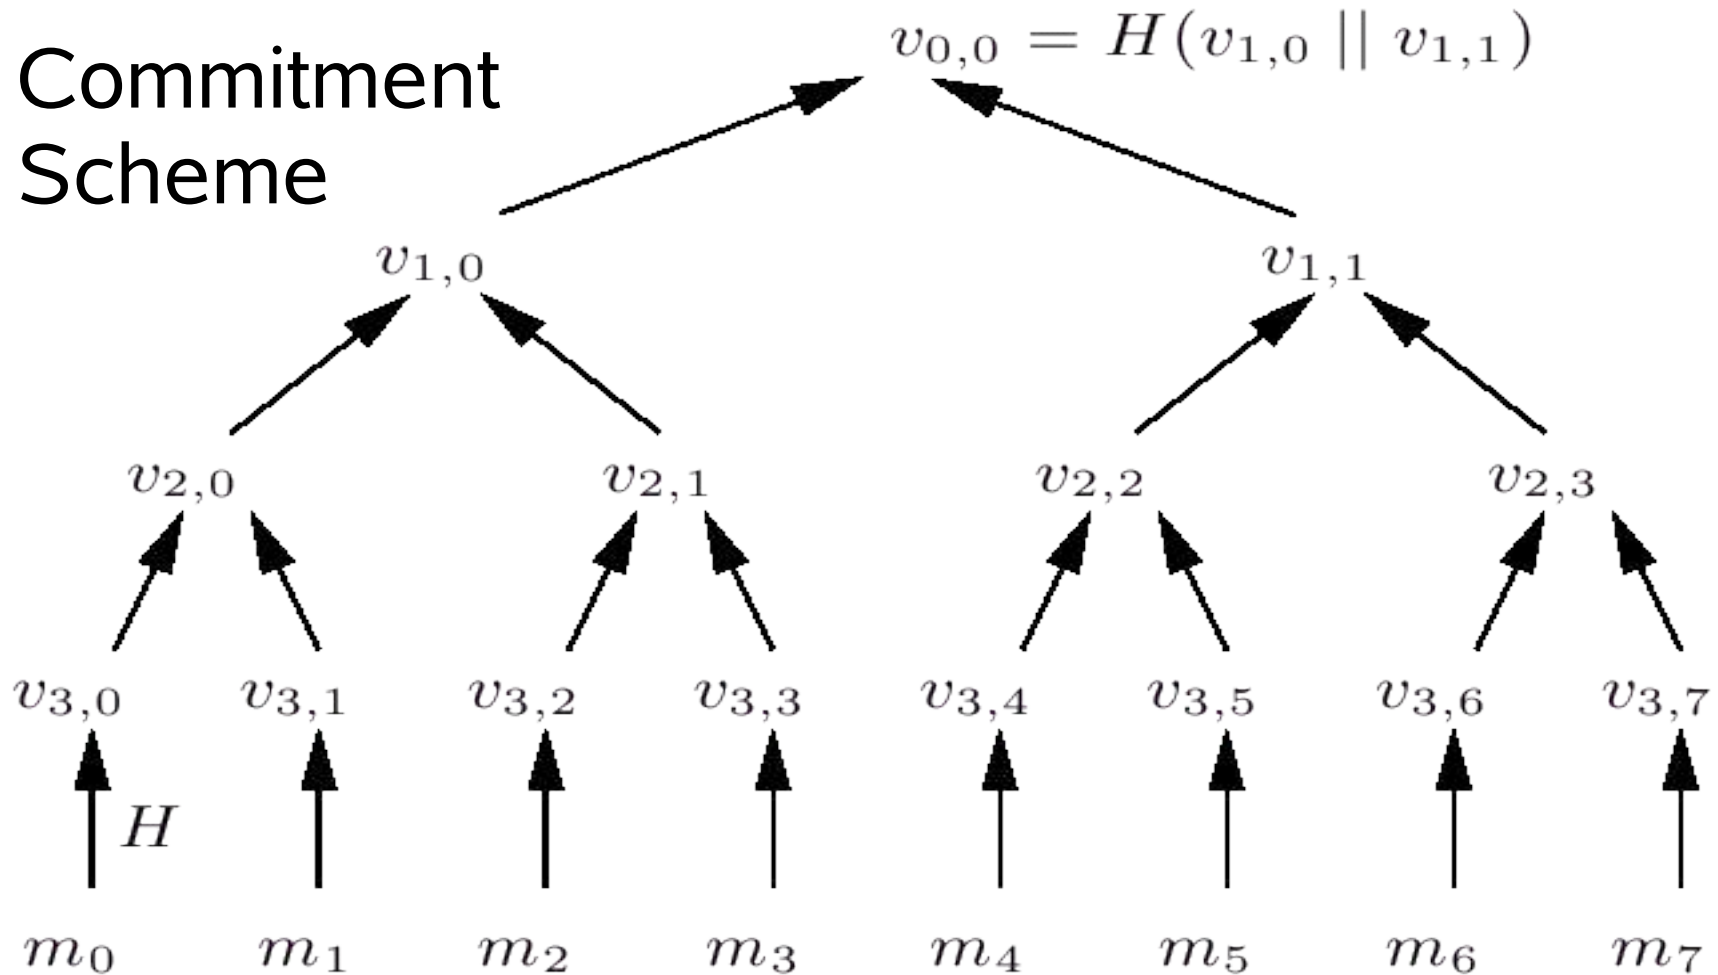 Commitment
Scheme
v0,0 = H(v1,0 || v1,1)
v1,0 v1,1
v2,0 v2,1 v2,2 v2,3
v3,0 v3,1 v3,2 v3,3 v3,4 v3,5 v3,6 v3,7
H
m0 m1 m2 m3 m4 m5 m6 m7